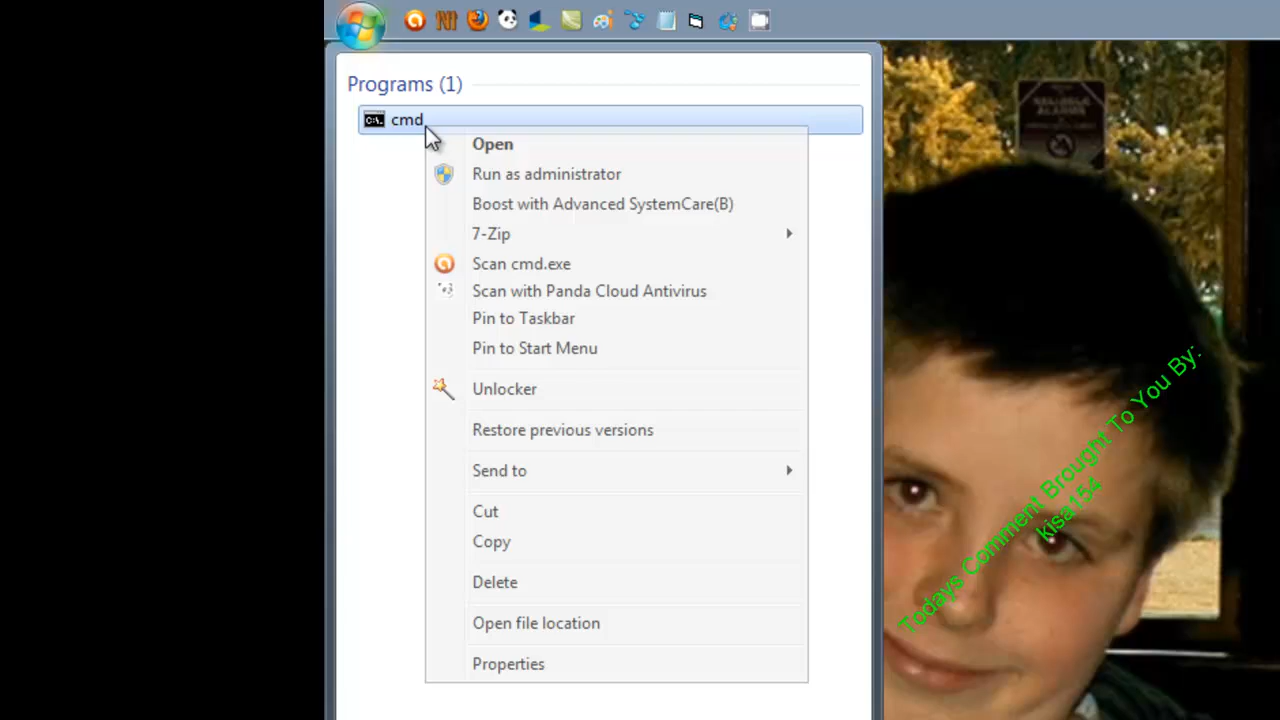 Programs (1)
cmd
Open
Run as administrator
Boost with Advanced SystemCare(B)
7-Zip
Scan cmd.exe
Scan with Panda Cloud Antivirus
Pin to Taskbar
Pin to Start Menu
Unlocker
Restore previous versions
Send to
Cut
Copy
Delete
Open file location
Properties
Todays Comment Brought To You By:
kisa154